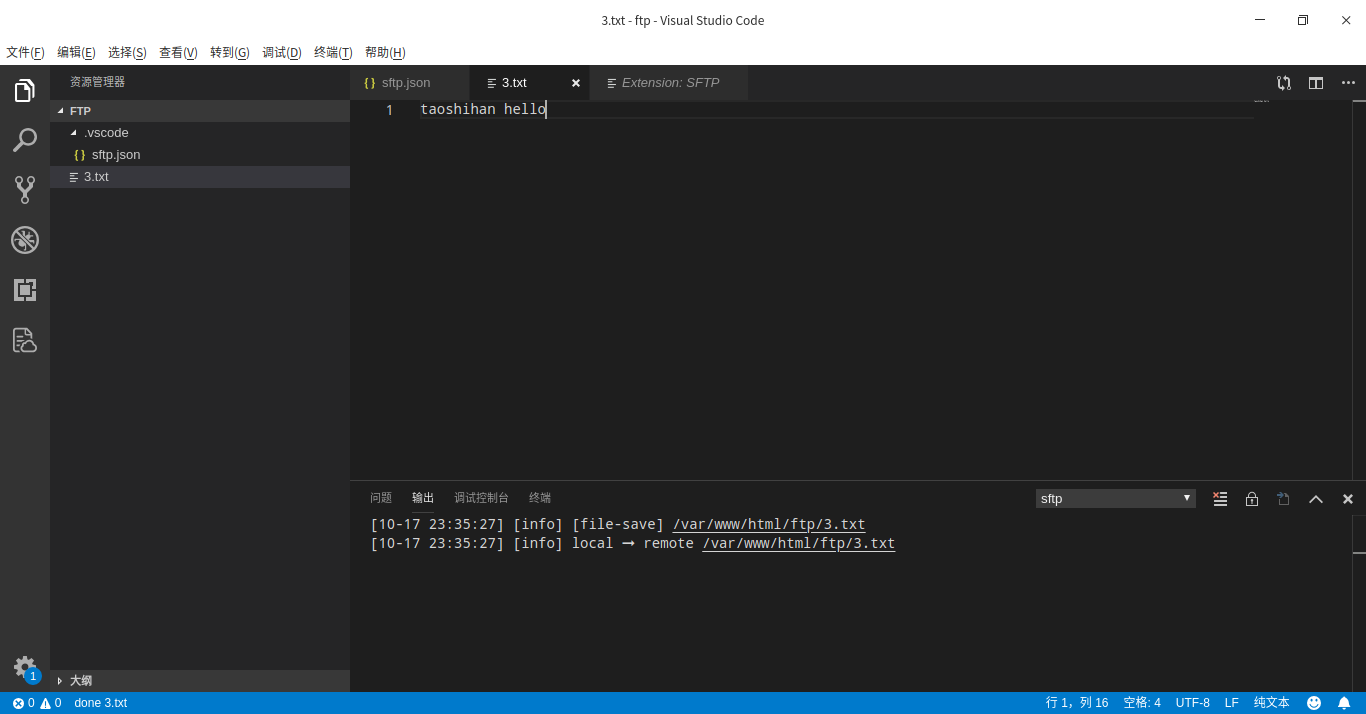 3.txt - ftp - Visual Studio Code
文件(F) 编辑(E) 选择(S) 查看(V) 转到(G) 调试(D) 终端(T) 帮助(H)
资源管理器
{} sftp.json 3.txt Extension: SFTP
FTP
.vscode
{} sftp.json
3.txt
1 taoshihan hello
问题 输出 调试控制台 终端 sftp
[10-17 23:35:27] [info] [file-save] /var/www/html/ftp/3.txt
[10-17 23:35:27] [info] local ⟶ remote /var/www/html/ftp/3.txt
1
大纲
0 0 done 3.txt 行 1，列 16 空格: 4 UTF-8 LF 纯文本